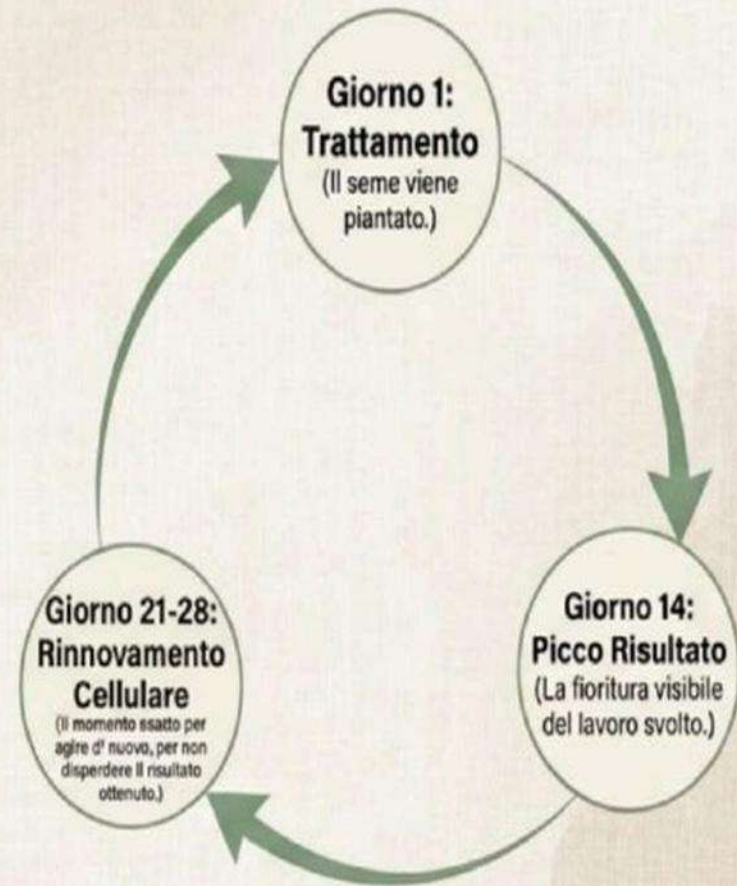 Giorno 1:
Trattamento
(Il seme viene
piantato.)
Giorno 14:
Picco Risultato
(La fioritura visibile
del lavoro svolto.)
Giorno 21-28:
Rinnovamento
Cellulare
(Il momento ssatto per
agire d' nuovo, per non
disperdere Il risultato
ottenuto.)